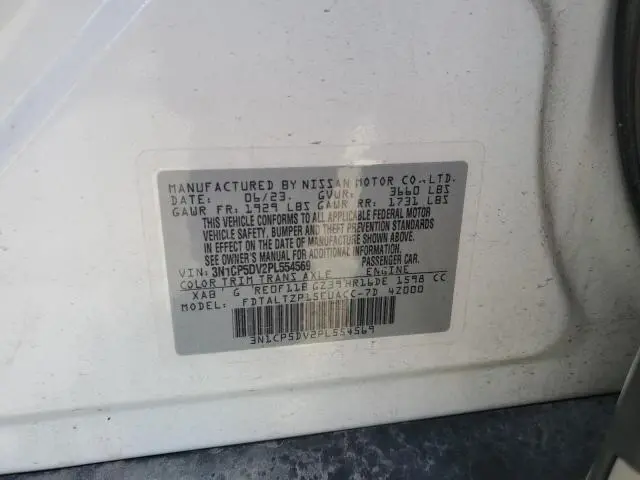 MANUFACTURED BY NISSAN MOTOR CO.,LTD.
DATE: 06/23. GVWR: 3660 LBS
GAWR FR: 1929 LBS GAWR RR: 1731 LBS
THIS VEHICLE CONFORMS TO ALL APPLICABLE FEDERAL MOTOR
VEHICLE SAFETY, BUMPER AND THEFT PREVENTION STANDARDS
IN EFFECT ON THE DATE OF MANUFACTURE SHOWN ABOVE.
SEE OWNER'S MANUAL FOR ADDITIONAL INFORMATION.
VIN: 3N1CP5DV2PL554569 PASSENGER CAR.
COLOR TRIM TRANS AXLE ENGINE
XAB G RE0F11B GZ39 HR16DE 1598 CC
MODEL: FDTALTZP15EUACC-7D 42000
3N1CP5DV2PL554569